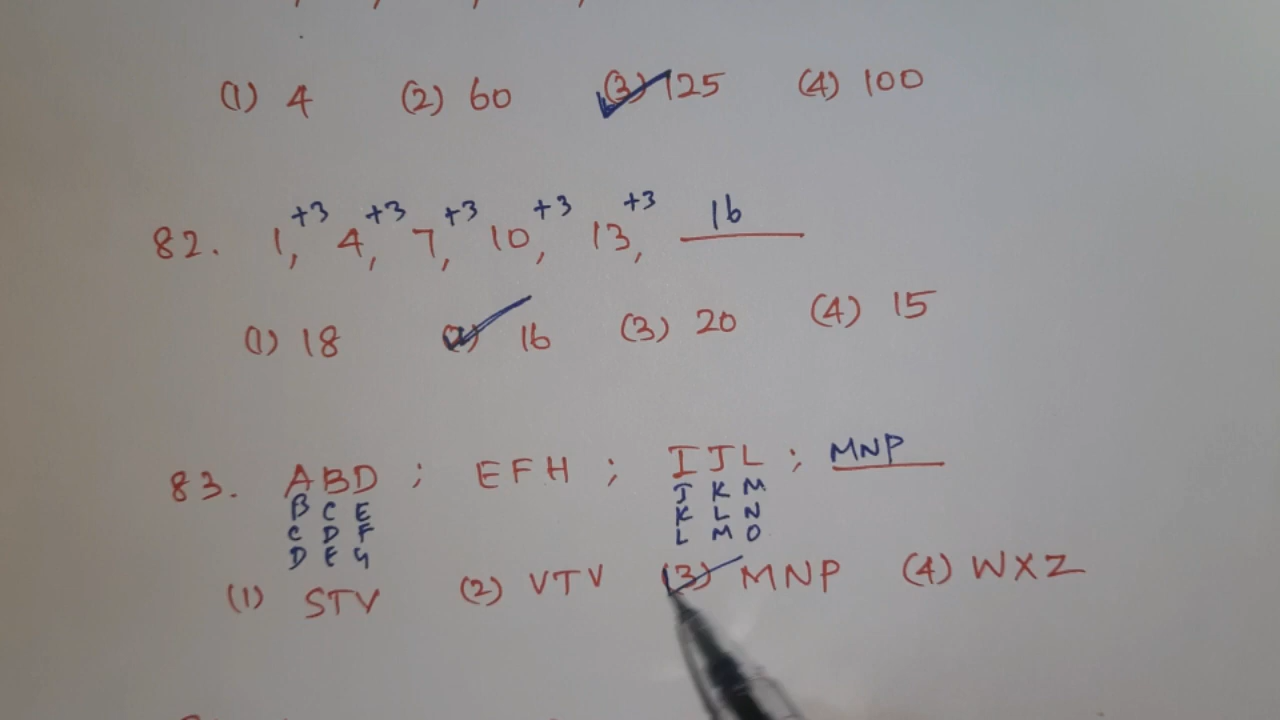 (1) 4 (2) 60 (3) 125 (4) 100
+3 +3 +3 +3 +3
82. 1, 4, 7, 10, 13, 16
(1) 18 (2) 16 (3) 20 (4) 15
83. ABD ; EFH ; IJL ; MNP
B C E J K M
C D F K L N
D E G L M O
(1) STV (2) VTV (3) MNP (4) WXZ